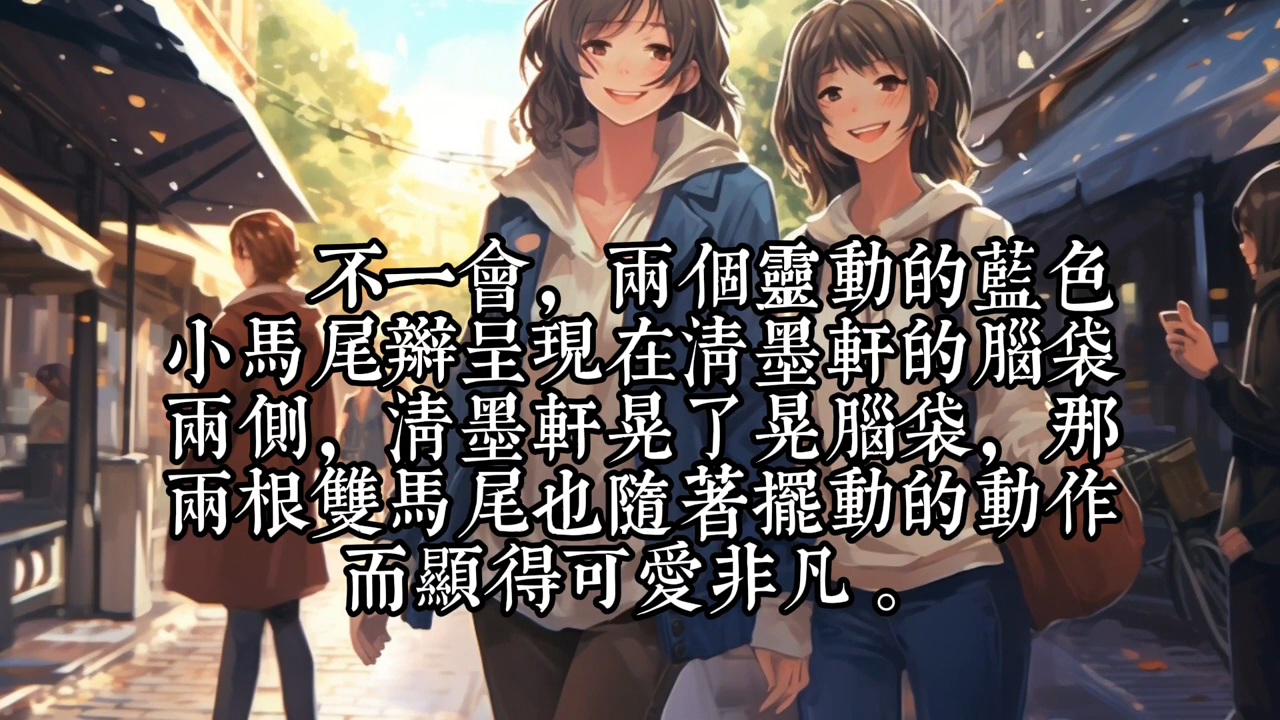 不一會，兩個靈動的藍色
小馬尾辮呈現在清墨軒的腦袋
兩側，清墨軒晃了晃腦袋，那
兩根雙馬尾也隨著擺動的動作
而顯得可愛非凡。